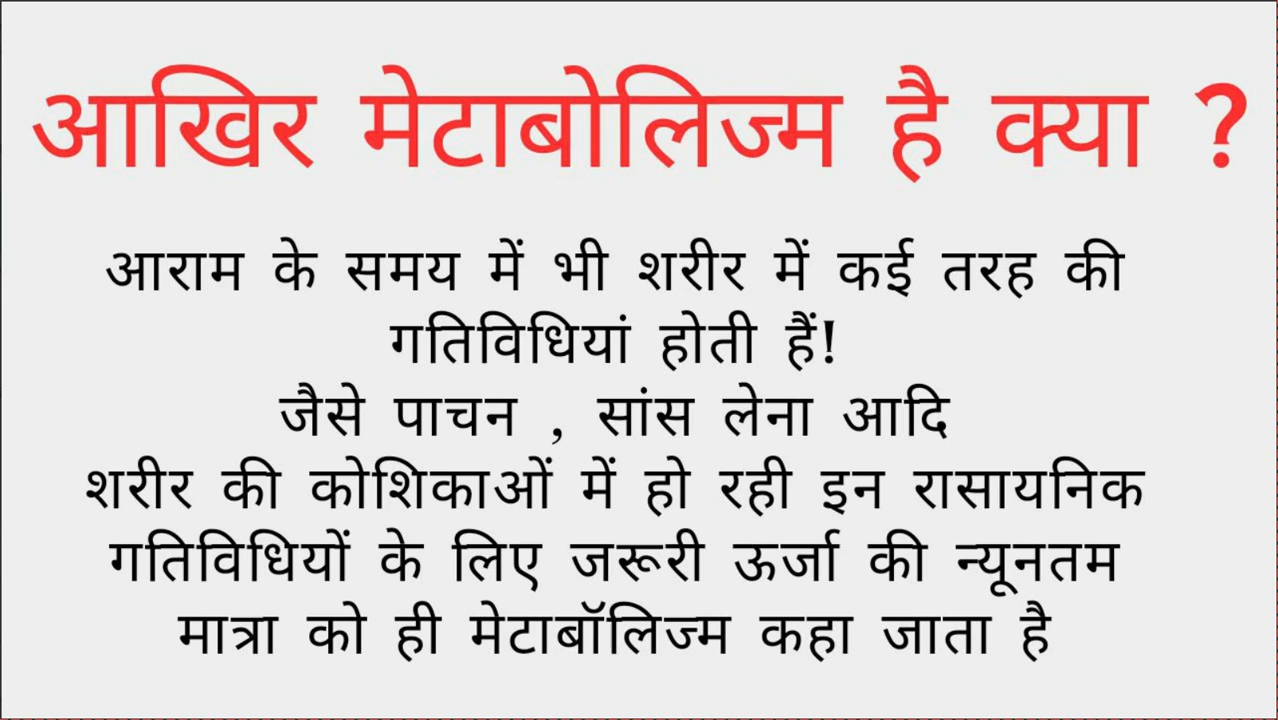 आखिर मेटाबोलिज्म है क्या ?
आराम के समय में भी शरीर में कई तरह की
गतिविधियां होती हैं!
जैसे पाचन , सांस लेना आदि
शरीर की कोशिकाओं में हो रही इन रासायनिक
गतिविधियों के लिए जरूरी ऊर्जा की न्यूनतम
मात्रा को ही मेटाबॉलिज्म कहा जाता है